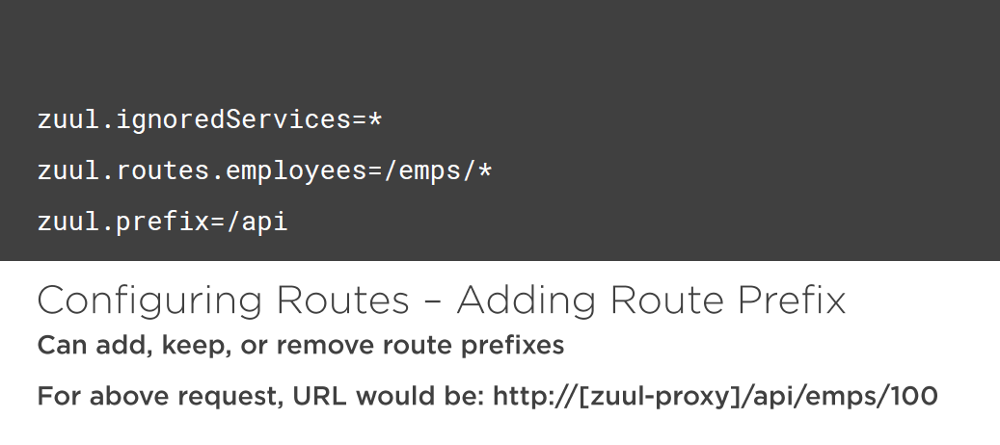 zuul.ignoredServices=*
zuul.routes.employees=/emps/*
zuul.prefix=/api
Configuring Routes – Adding Route Prefix
Can add, keep, or remove route prefixes
For above request, URL would be: http://[zuul-proxy]/api/emps/100